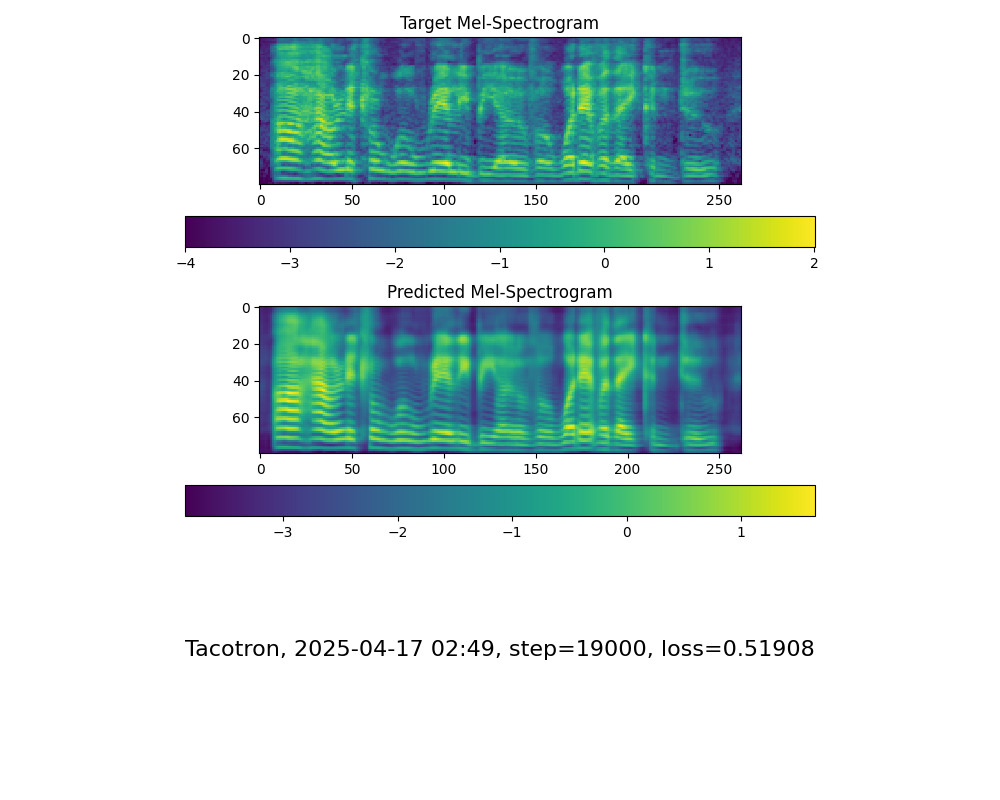 Target Mel-Spectrogram
0
20
40
60
0 50 100 150 200 250
−4 −3 −2 −1 0 1 2
Predicted Mel-Spectrogram
0
20
40
60
0 50 100 150 200 250
−3 −2 −1 0 1
Tacotron, 2025-04-17 02:49, step=19000, loss=0.51908